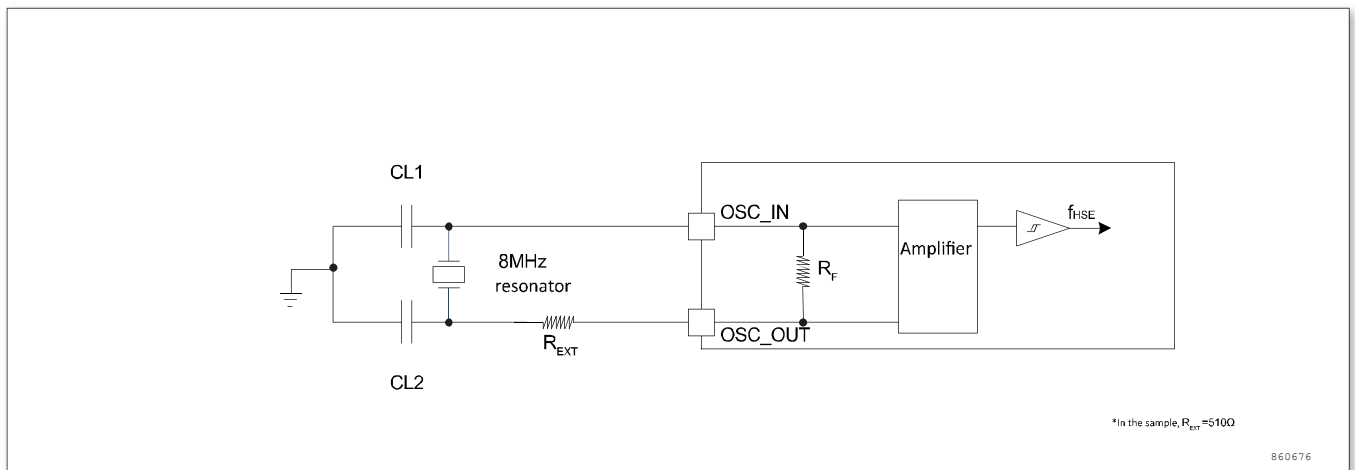 CL1
OSC_IN
fHSE
Amplifier
8MHz
resonator
RF
OSC_OUT
REXT
CL2
*In the sample, REXT=510Ω
860676